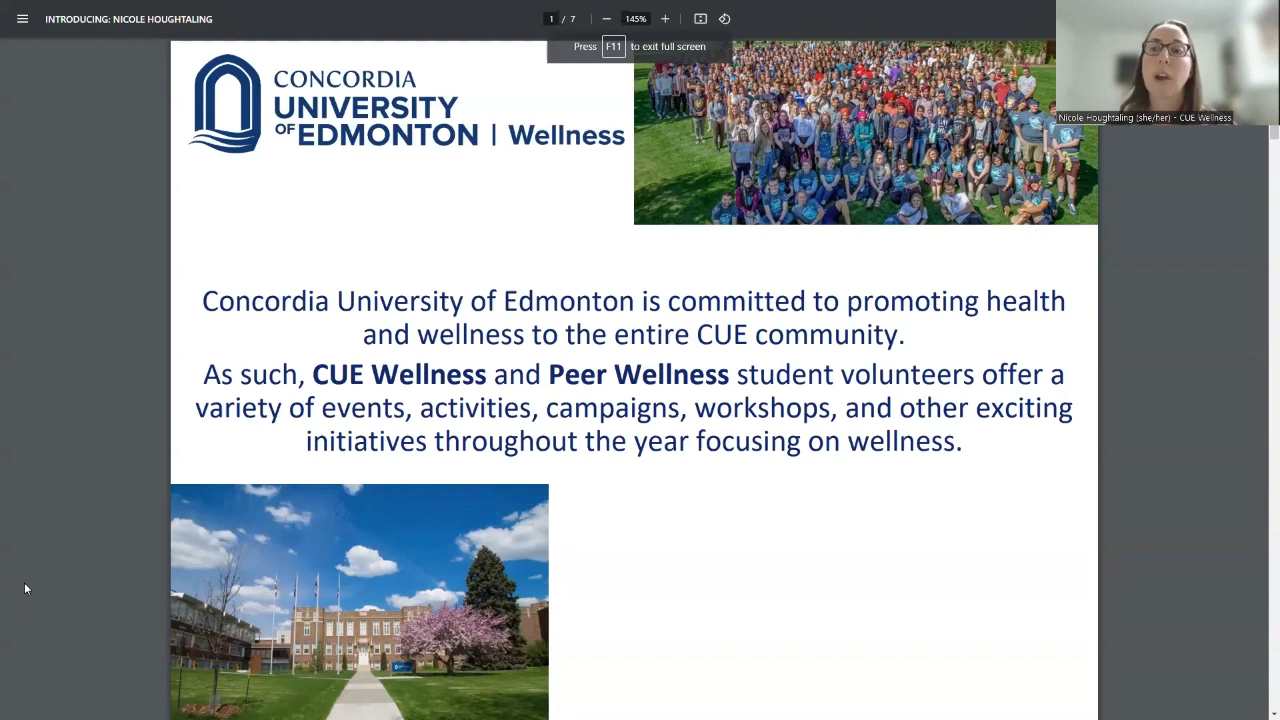 INTRODUCING: NICOLE HOUGHTALING
1 / 7
145%
Press F11 to exit full screen
CONCORDIA
UNIVERSITY
OF EDMONTON | Wellness
Nicole Houghtaling (she/her) - CUE Wellness
Concordia University of Edmonton is committed to promoting health
and wellness to the entire CUE community.
As such, CUE Wellness and Peer Wellness student volunteers offer a
variety of events, activities, campaigns, workshops, and other exciting
initiatives throughout the year focusing on wellness.